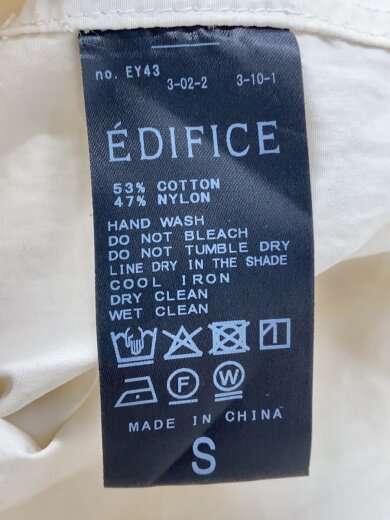 no. EY43
3-02-2 3-10-1
ÉDIFICE
53% COTTON
47% NYLON
HAND WASH
DO NOT BLEACH
DO NOT TUMBLE DRY
LINE DRY IN THE SHADE
COOL IRON
DRY CLEAN
WET CLEAN
F W
MADE IN CHINA
S